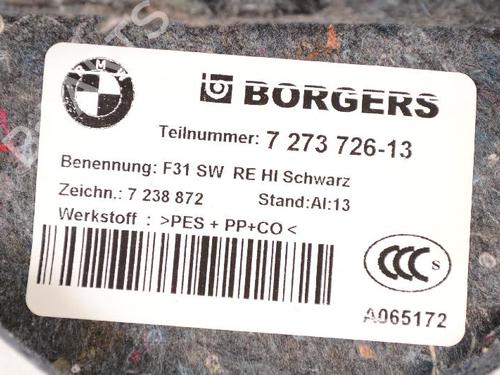 BMW
BORGERS
Teilnummer: 7 273 726-13
Benennung: F31 SW RE HI Schwarz
Zeichn.: 7 238 872 Stand:AI:13
Werkstoff : >PES + PP+CO<
CCC S
A065172